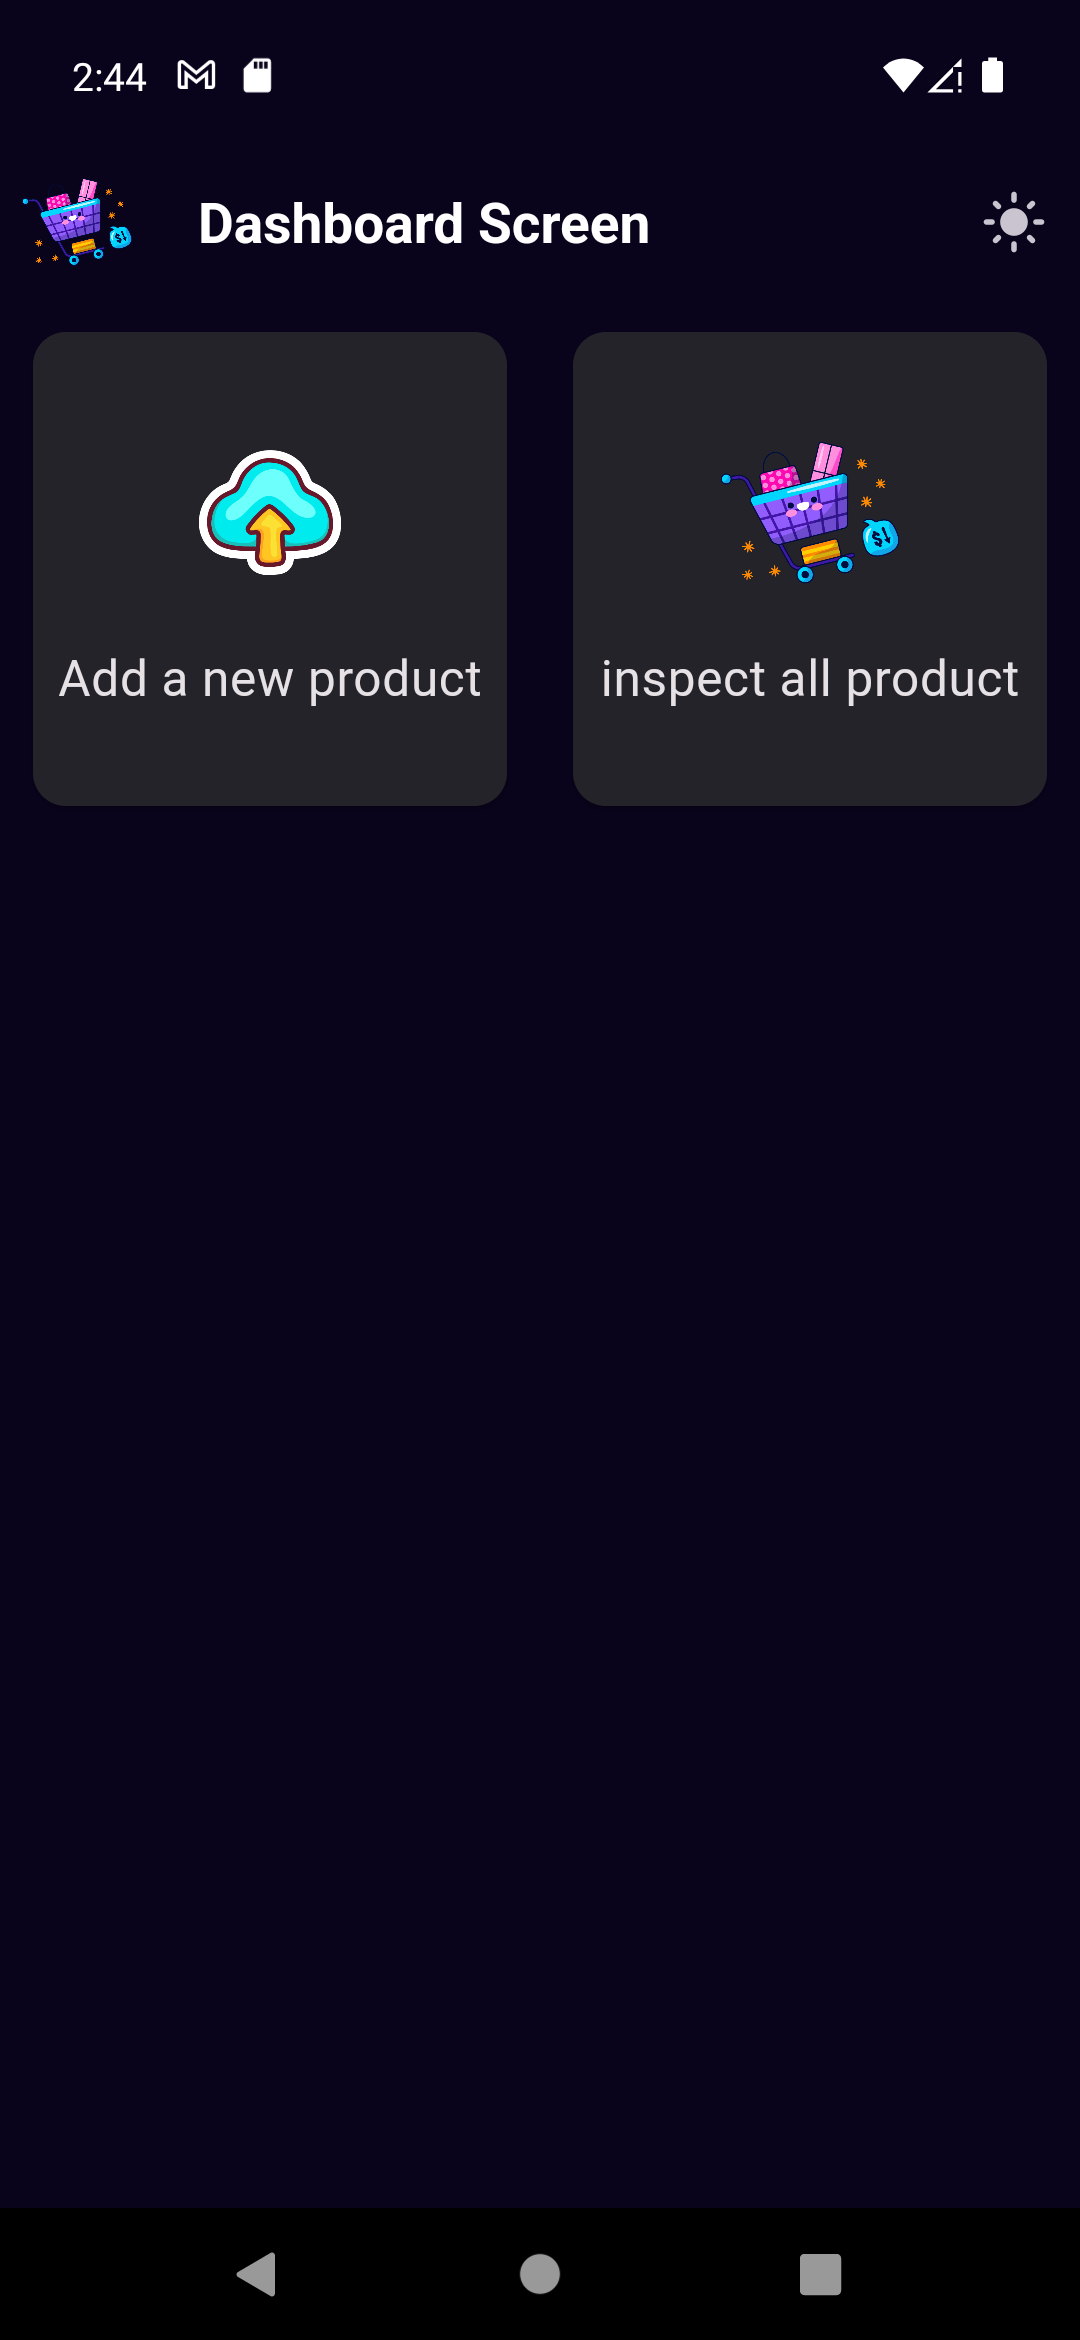 2:44
Dashboard Screen
Add a new product
inspect all product